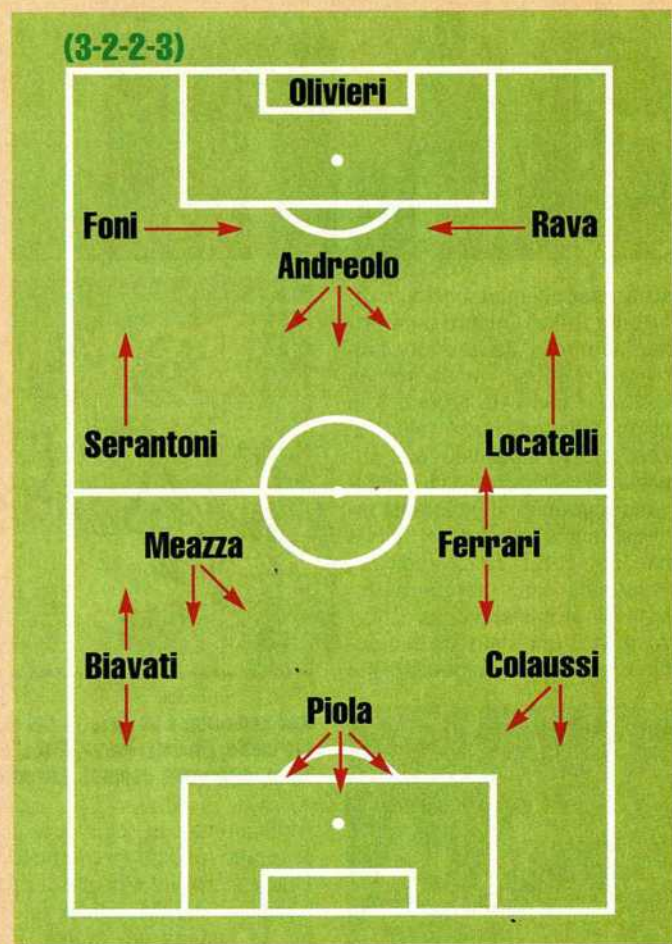 (3-2-2-3)
Olivieri
Foni Rava
Andreolo
Serantoni Locatelli
Meazza Ferrari
Biavati Colaussi
Piola